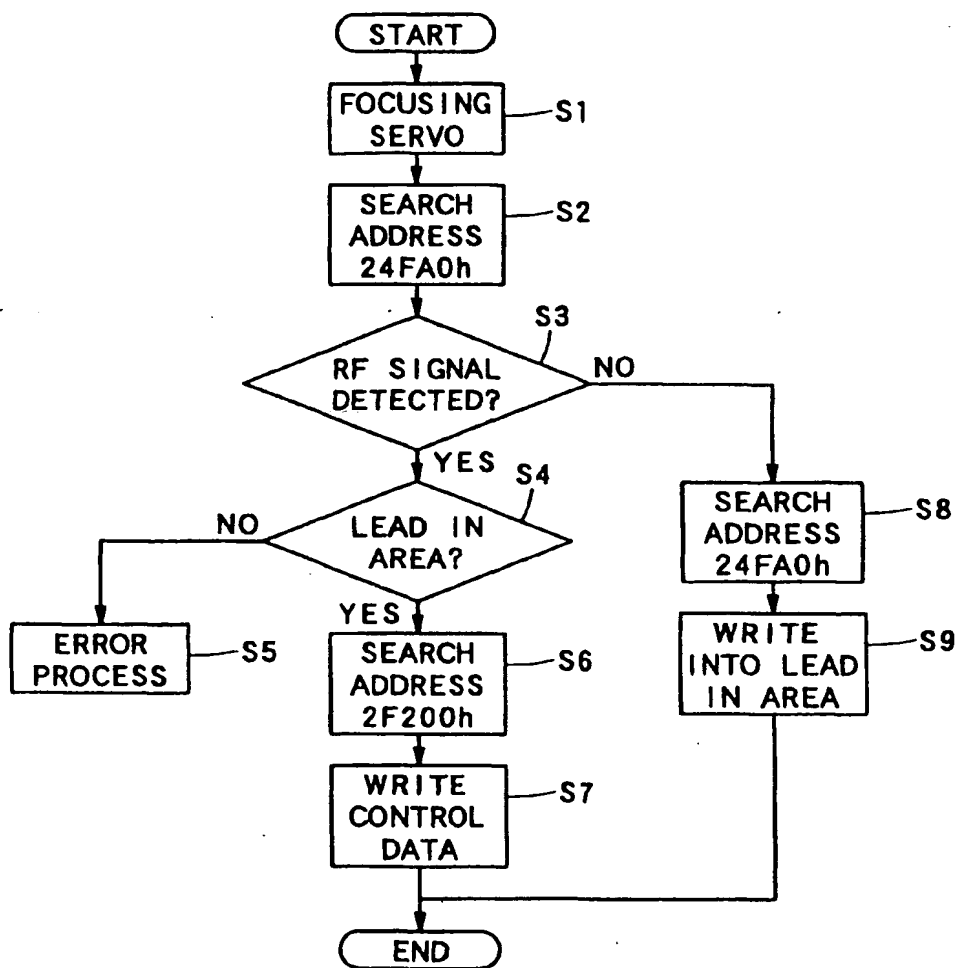 START
FOCUSING
SERVO
S1
SEARCH
ADDRESS
24FA0h
S2
RF SIGNAL
DETECTED?
S3
NO
YES
LEAD IN
AREA?
S4
NO
YES
ERROR
PROCESS
S5
SEARCH
ADDRESS
2F200h
S6
WRITE
CONTROL
DATA
S7
SEARCH
ADDRESS
24FA0h
S8
WRITE
INTO LEAD
IN AREA
S9
END